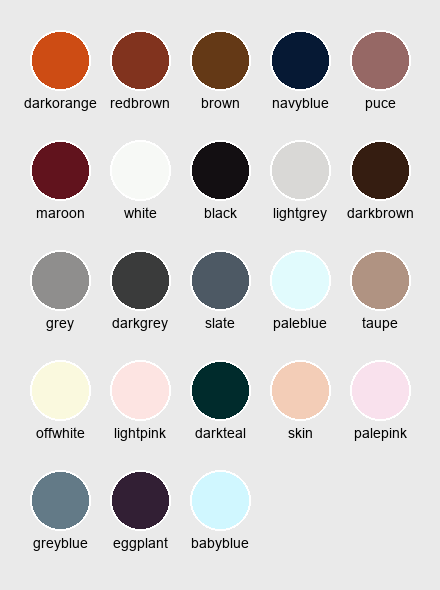 darkorange redbrown brown navyblue puce
maroon white black lightgrey darkbrown
grey darkgrey slate paleblue taupe
offwhite lightpink darkteal skin palepink
greyblue eggplant babyblue